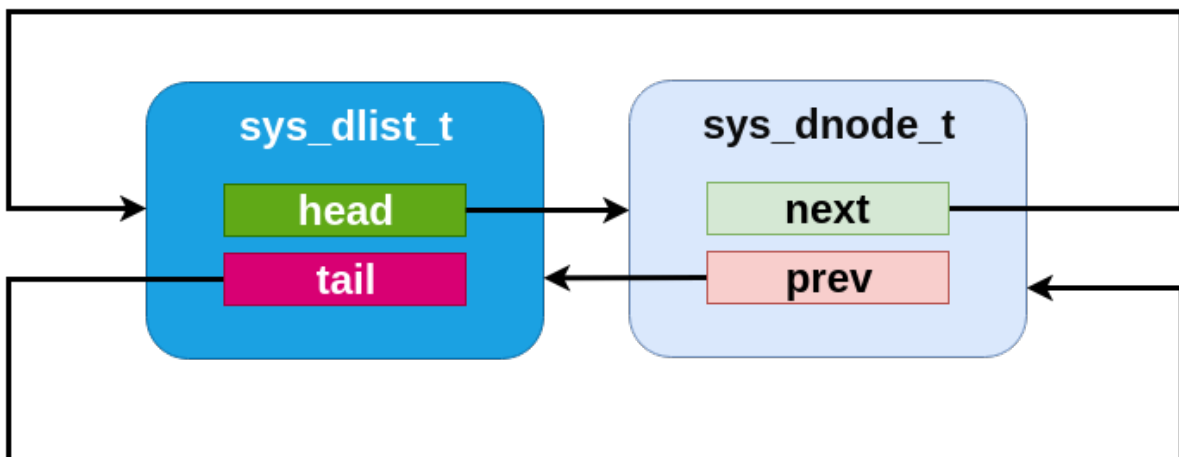 sys_dlist_t
head
tail
sys_dnode_t
next
prev